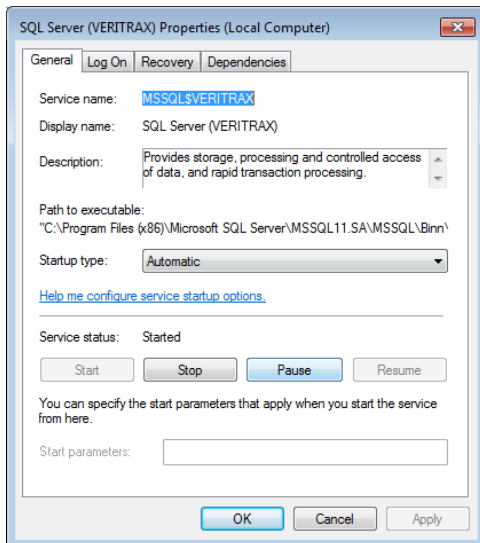 SQL Server (VERITRAX) Properties (Local Computer)
General Log On Recovery Dependencies
Service name: MSSQL$VERITRAX
Display name: SQL Server (VERITRAX)
Description: Provides storage, processing and controlled access
of data, and rapid transaction processing.
Path to executable:
"C:\Program Files (x86)\Microsoft SQL Server\MSSQL11.SA\MSSQL\Binn\
Startup type: Automatic
Help me configure service startup options.
Service status: Started
Start Stop Pause Resume
You can specify the start parameters that apply when you start the service
from here.
Start parameters:
OK Cancel Apply